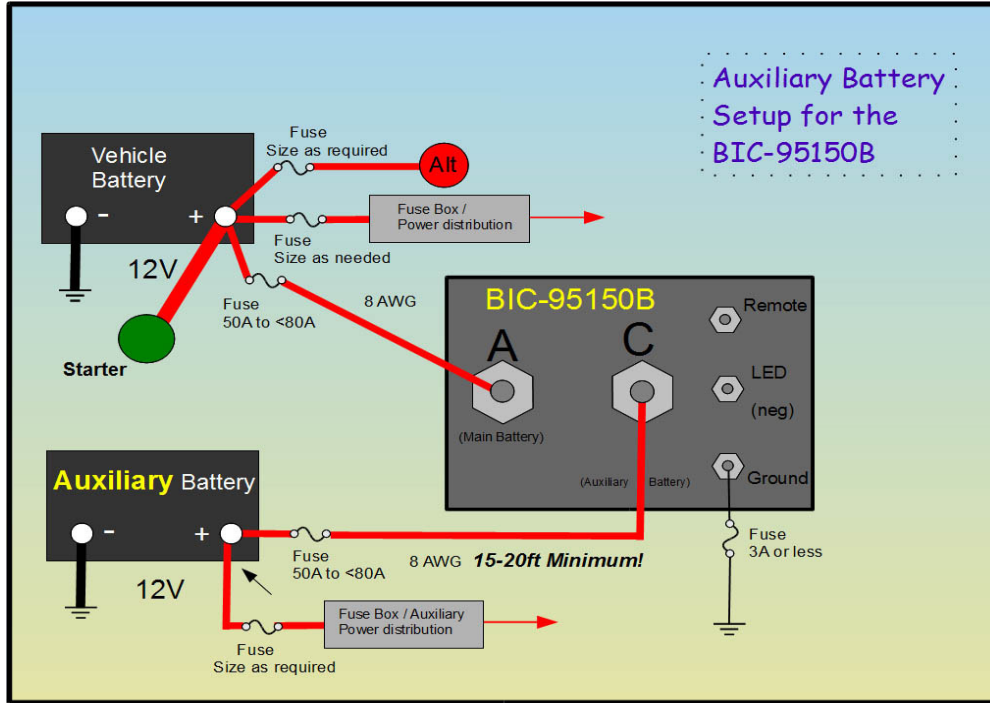 Auxiliary Battery
Setup for the
BIC-95150B
Vehicle
Battery
- +
12V
Fuse
Size as required
Alt
Fuse Box /
Power distribution
Fuse
Size as needed
Fuse
50A to <80A
8 AWG
Starter
BIC-95150B
A
(Main Battery)
C
(Auxiliary Battery)
Remote
LED
(neg)
Ground
Fuse
3A or less
Auxiliary Battery
- +
12V
Fuse
50A to <80A
8 AWG 15-20ft Minimum!
Fuse
Size as required
Fuse Box / Auxiliary
Power distribution